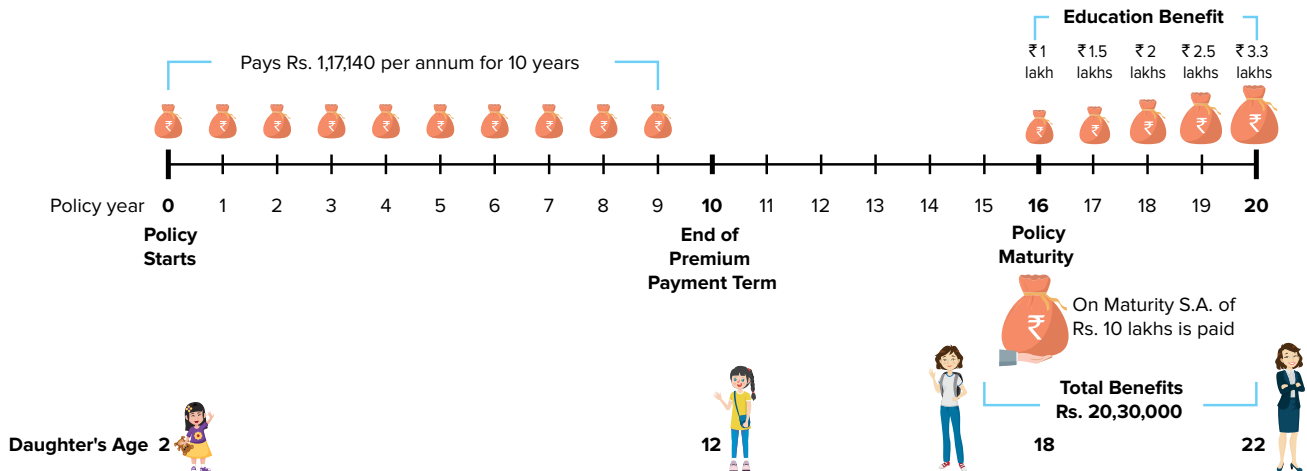 Education Benefit
Pays Rs. 1,17,140 per annum for 10 years
₹ 1 ₹ 1.5 ₹ 2 ₹ 2.5 ₹ 3.3
lakh lakhs lakhs lakhs lakhs
₹ ₹ ₹ ₹ ₹ ₹ ₹ ₹ ₹ ₹ ₹ ₹ ₹ ₹ ₹
Policy year 0 1 2 3 4 5 6 7 8 9 10 11 12 13 14 15 16 17 18 19 20
Policy
Starts
End of
Premium
Payment Term
Policy
Maturity
₹
On Maturity S.A. of
Rs. 10 lakhs is paid
Total Benefits
Rs. 20,30,000
Daughter's Age 2 12 18 22